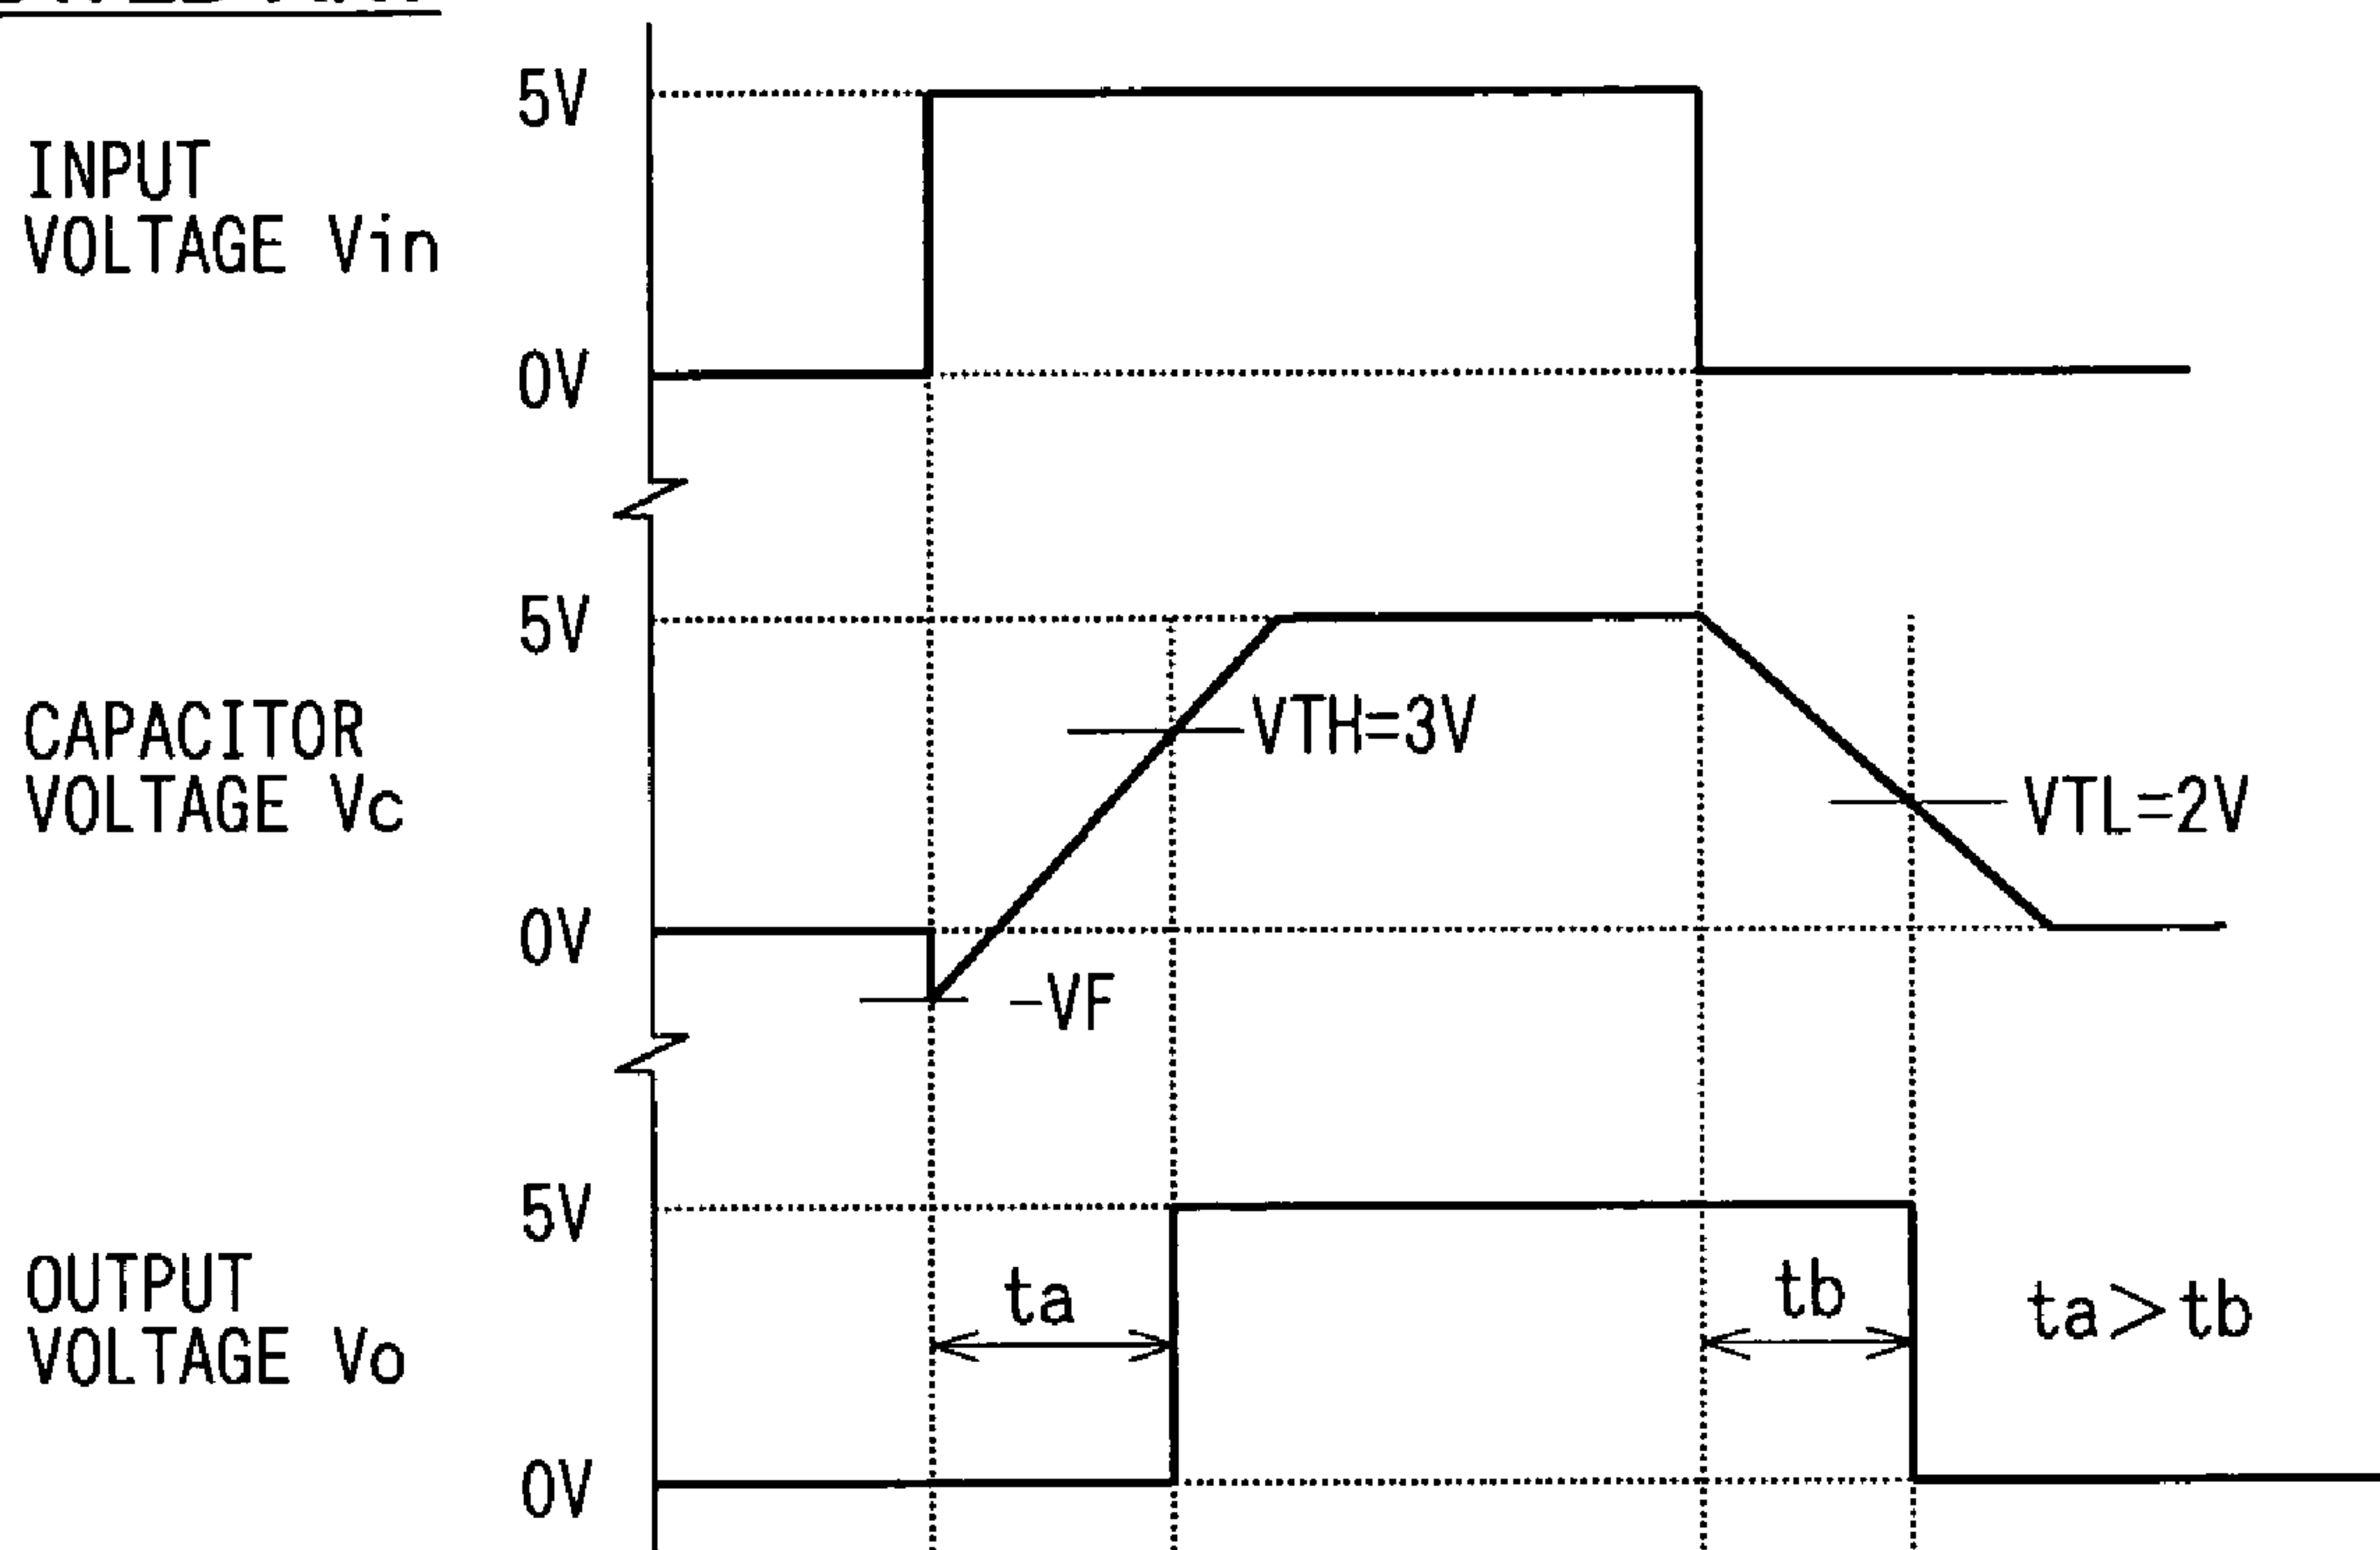 5V
INPUT
VOLTAGE Vin
0V
5V
VTH=3V
CAPACITOR
VOLTAGE Vc
VTL=2V
0V
-VF
5V
OUTPUT
VOLTAGE Vo
ta
tb
ta>tb
0V